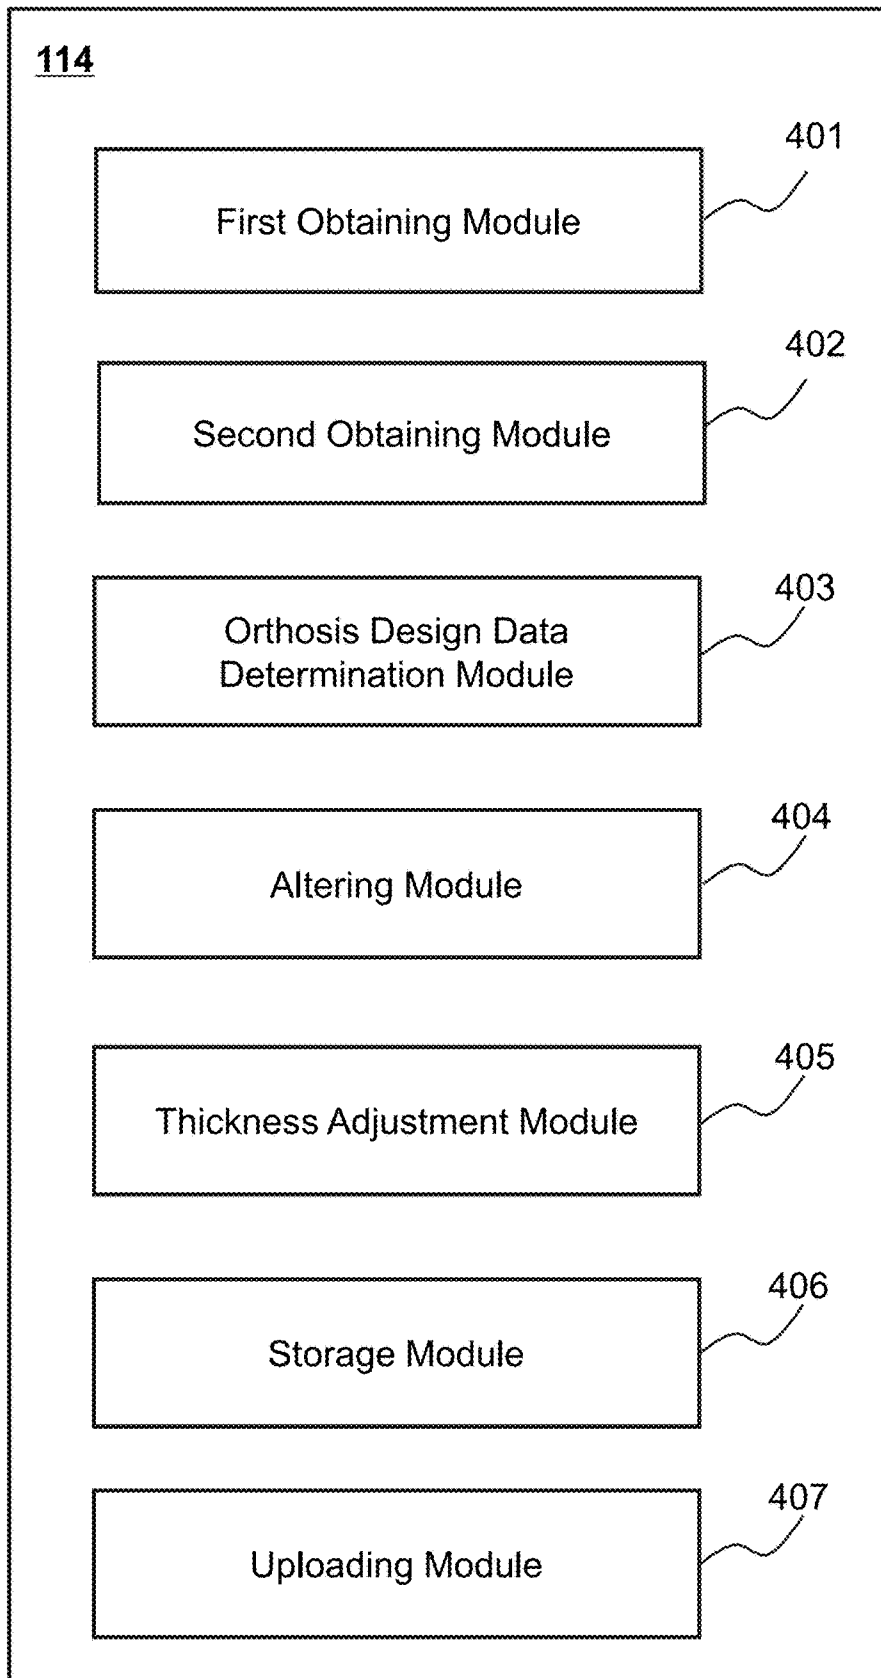 114
401
First Obtaining Module
402
Second Obtaining Module
403
Orthosis Design Data
Determination Module
404
Altering Module
405
Thickness Adjustment Module
406
Storage Module
407
Uploading Module